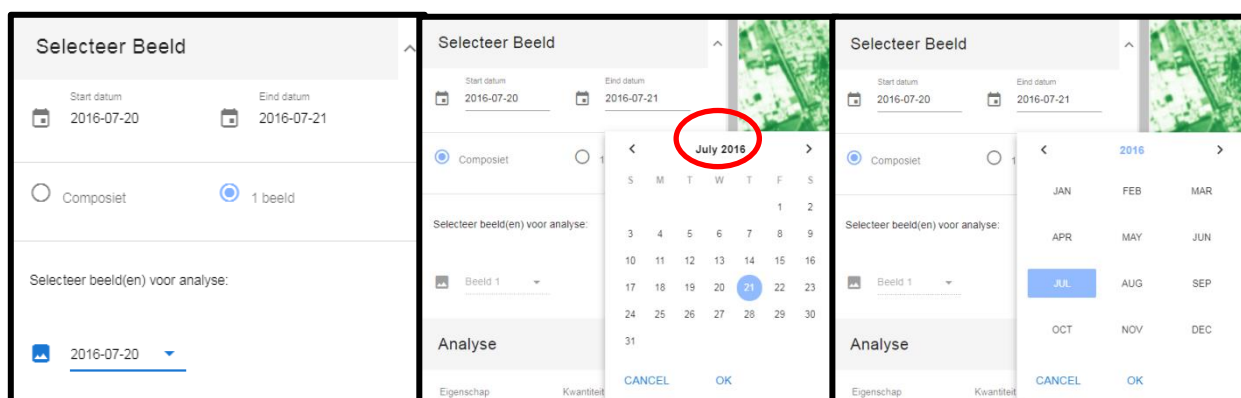 Selecteer Beeld
Start datum Eind datum
2016-07-20 2016-07-21
Composiet 1 beeld
Selecteer beeld(en) voor analyse:
2016-07-20
Selecteer Beeld
Start datum Eind datum
2016-07-20 2016-07-21
Composiet 1
July 2016
S M T W T F S
1 2
3 4 5 6 7 8 9
10 11 12 13 14 15 16
17 18 19 20 21 22 23
24 25 26 27 28 29 30
31
CANCEL OK
Selecteer beeld(en) voor analyse:
Beeld 1
Analyse
Eigenschap Kwantiteit
Selecteer Beeld
Start datum Eind datum
2016-07-20 2016-07-21
Composiet 1
2016
JAN FEB MAR
APR MAY JUN
JUL AUG SEP
OCT NOV DEC
CANCEL OK
Selecteer beeld(en) voor analyse:
Beeld 1
Analyse
Eigenschap Kwantiteit